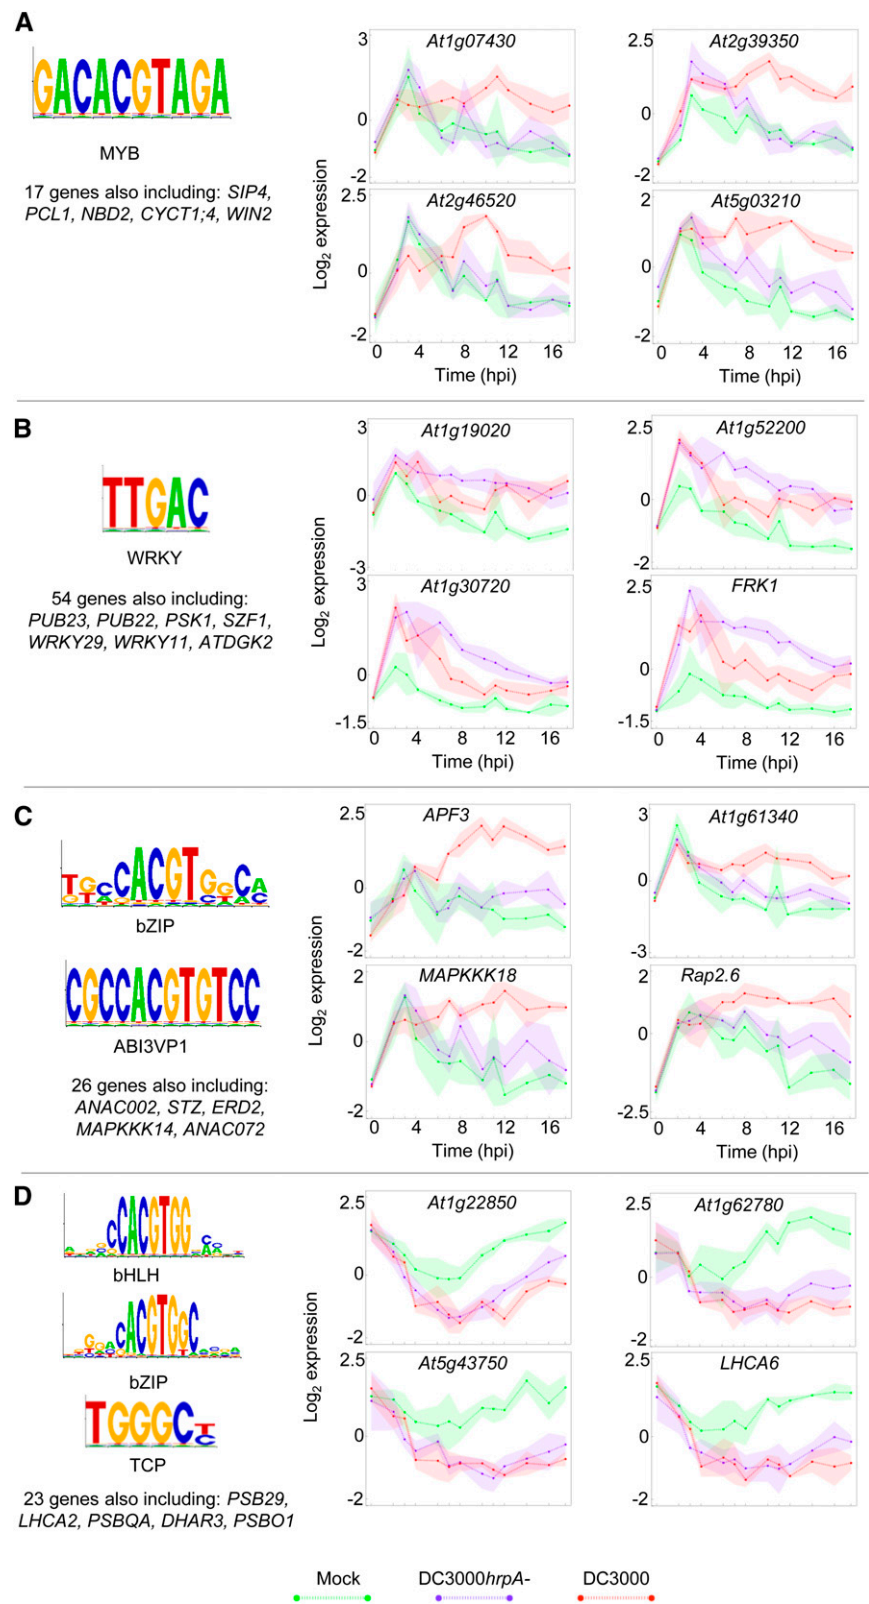 A
GACACGTAGA
MYB
17 genes also including: SIP4,
PCL1, NBD2, CYCT1;4, WIN2
Log2 expression
At1g07430
3
0
-2
At2g39350
2.5
0
-2
At2g46520
2.5
0
-2
0 4 8 12 16
Time (hpi)
At5g03210
2
0
-2
0 4 8 12 16
Time (hpi)
B
TTGAC
WRKY
54 genes also including:
PUB23, PUB22, PSK1, SZF1,
WRKY29, WRKY11, ATDGK2
Log2 expression
At1g19020
3
0
-3
At1g52200
2.5
0
-2
At1g30720
3
0
-1.5
0 4 8 12 16
Time (hpi)
FRK1
2.5
0
-1.5
0 4 8 12 16
Time (hpi)
C
CACGT
bZIP
CGCCACGTGTCC
ABI3VP1
26 genes also including:
ANAC002, STZ, ERD2,
MAPKKK14, ANAC072
Log2 expression
APF3
2.5
0
-2
At1g61340
3
0
-3
MAPKKK18
2
0
-2
0 4 8 12 16
Time (hpi)
Rap2.6
2
0
-2.5
0 4 8 12 16
Time (hpi)
D
CCACGTGG
bHLH
CACGTGGC
bZIP
TGGGC
TCP
23 genes also including: PSB29,
LHCA2, PSBQA, DHAR3, PSBO1
Log2 expression
At1g22850
2.5
0
-2
At1g62780
2.5
0
-2
At5g43750
2.5
0
-2
LHCA6
2.5
0
-2
Mock DC3000hrpA- DC3000